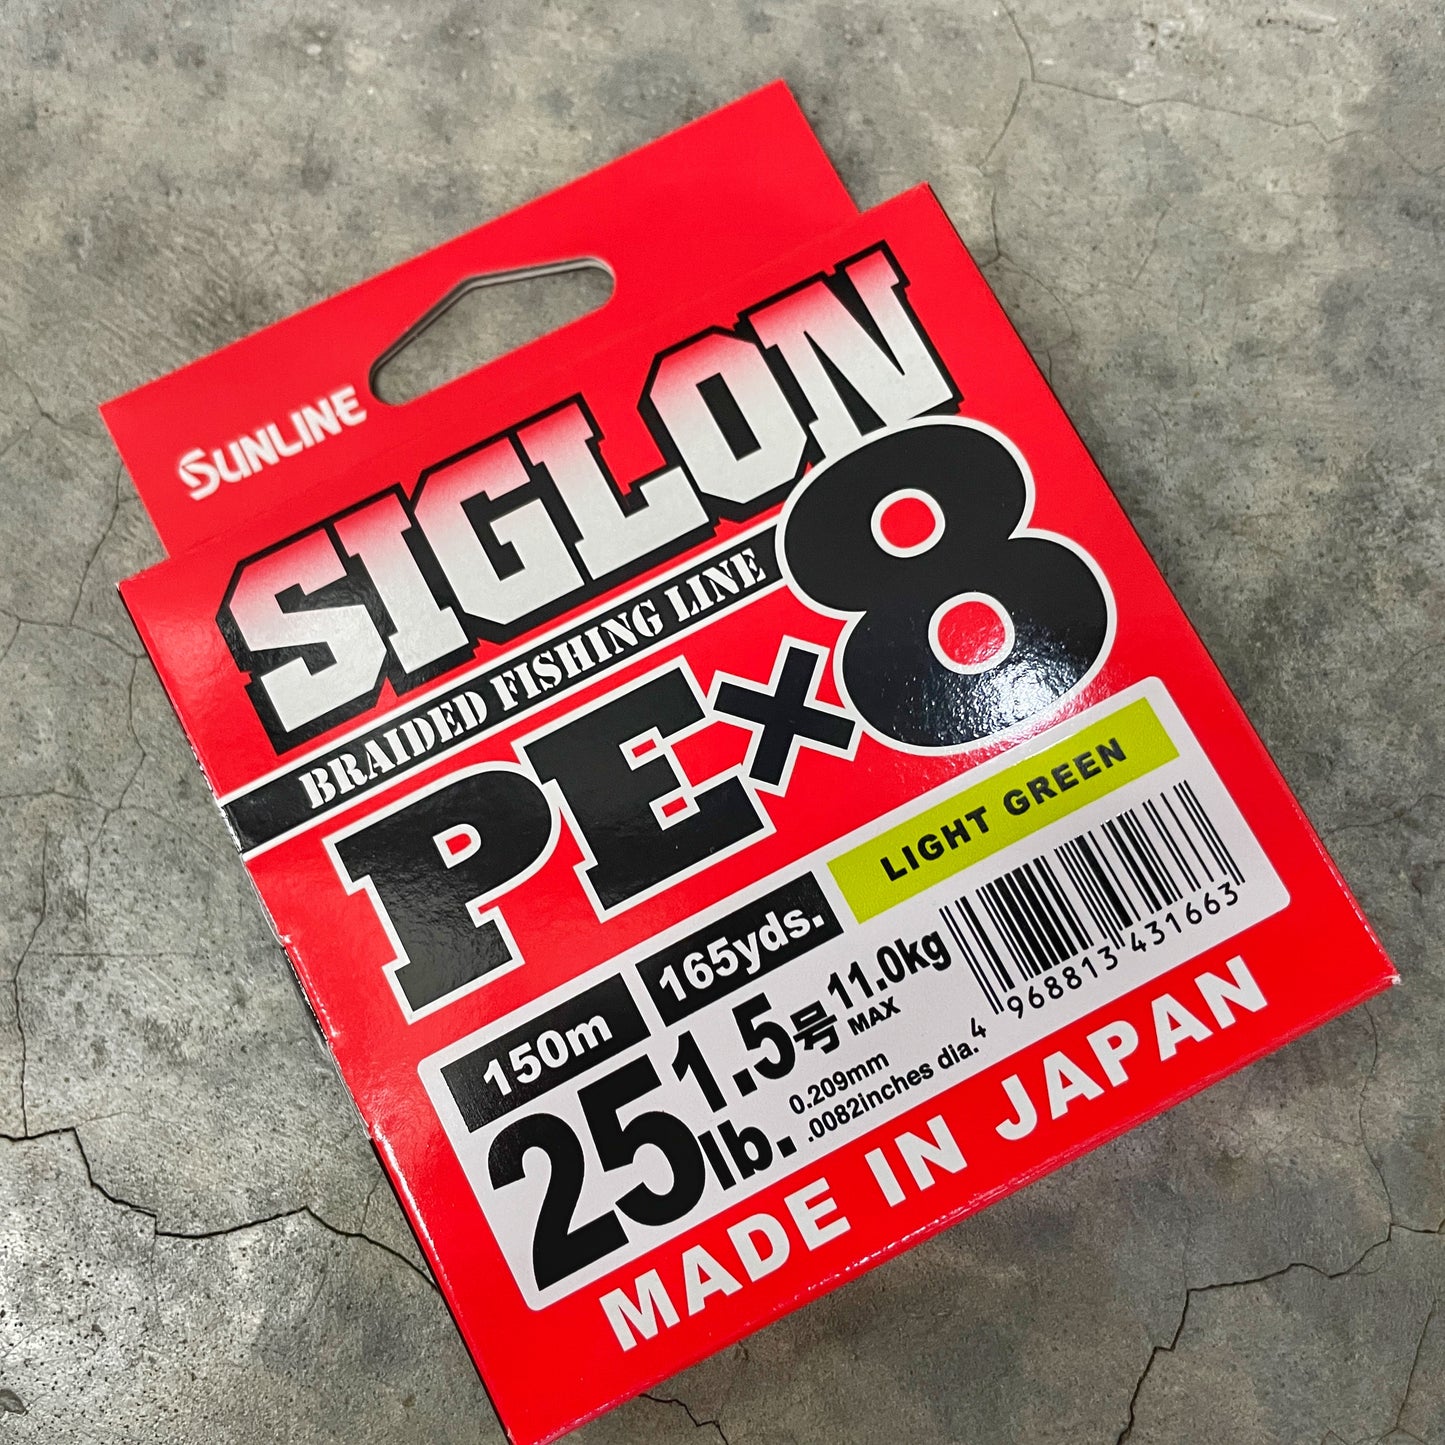 SUNLINE
SIGLON
BRAIDED FISHING LINE
PE×8
LIGHT GREEN
150m 165yds.
25lb. 1.5号 11.0kg MAX
0.209mm
.0082inches dia.
4 968813 431663
MADE IN JAPAN